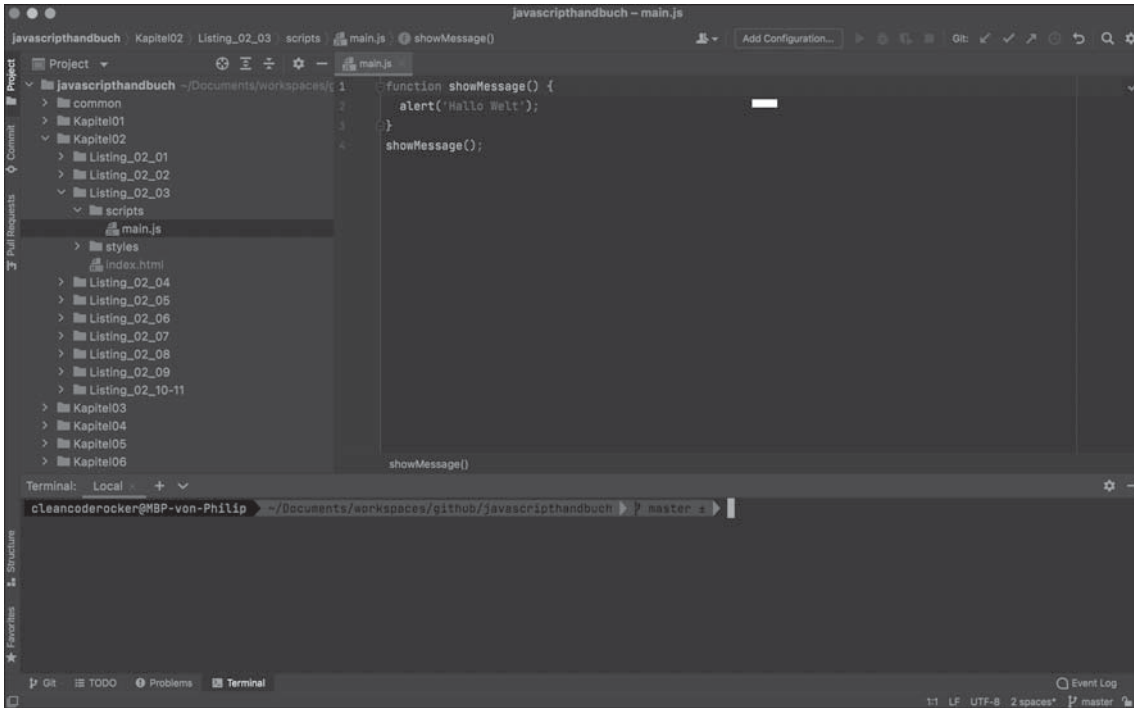 javascripthandbuch – main.js
javascripthandbuch Kapitel02 Listing_02_03 scripts main.js showMessage()
Add Configuration...
Git:
Project
main.js
Project
Commit
Pull Requests
Structure
Favorites
javascripthandbuch ~/Documents/workspaces/g
common
Kapitel01
Kapitel02
Listing_02_01
Listing_02_02
Listing_02_03
scripts
main.js
styles
index.html
Listing_02_04
Listing_02_05
Listing_02_06
Listing_02_07
Listing_02_08
Listing_02_09
Listing_02_10-11
Kapitel03
Kapitel04
Kapitel05
Kapitel06
1 function showMessage() {
2 alert('Hallo Welt');
3 }
4 showMessage();
showMessage()
Terminal: Local
cleancoderocker@MBP-von-Philip ~/Documents/workspaces/github/javascripthandbuch master ±
Git TODO Problems Terminal
Event Log
1:1 LF UTF-8 2 spaces* master